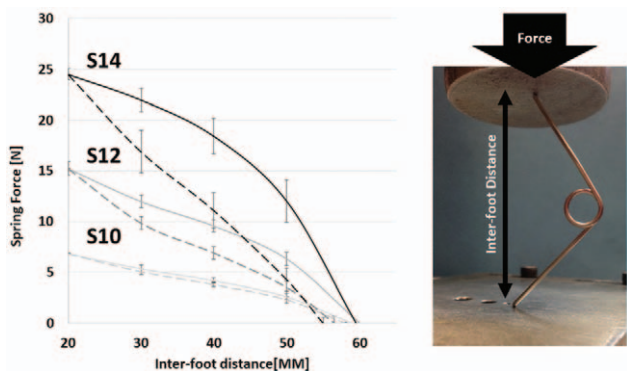 30
25
20
15
10
5
0
20
30
40
50
60
Spring Force [N]
Inter-foot distance[MM]
S14
S12
S10
Force
Inter-foot Distance